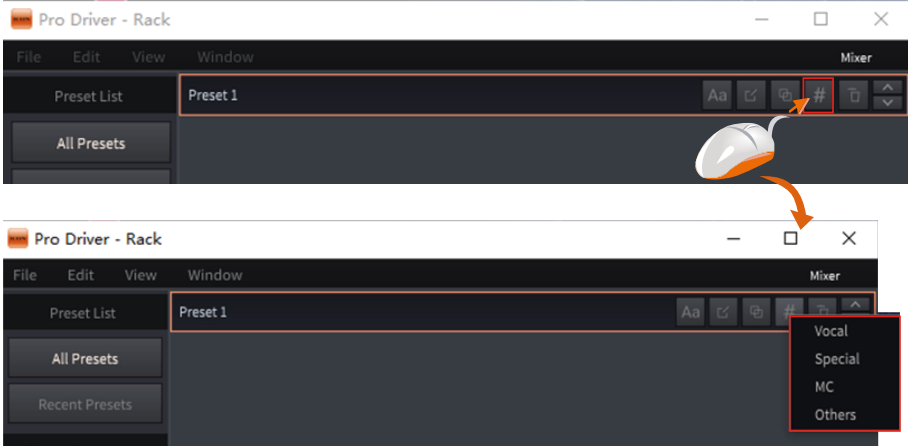 Pro Driver - Rack
File Edit View Window Mixer
Preset List Preset 1 Aa #
All Presets
Pro Driver - Rack
File Edit View Window Mixer
Preset List Preset 1 Aa #
Vocal
All Presets Special
MC
Recent Presets Others